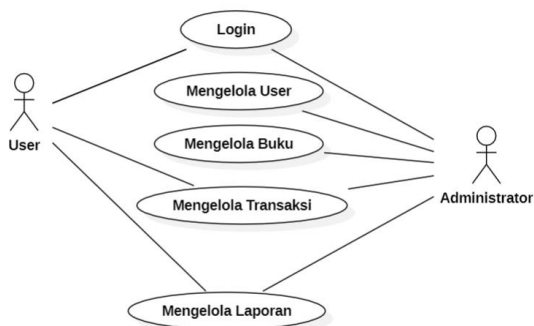 Login
Mengelola User
Mengelola Buku
User
Administrator
Mengelola Transaksi
Mengelola Laporan